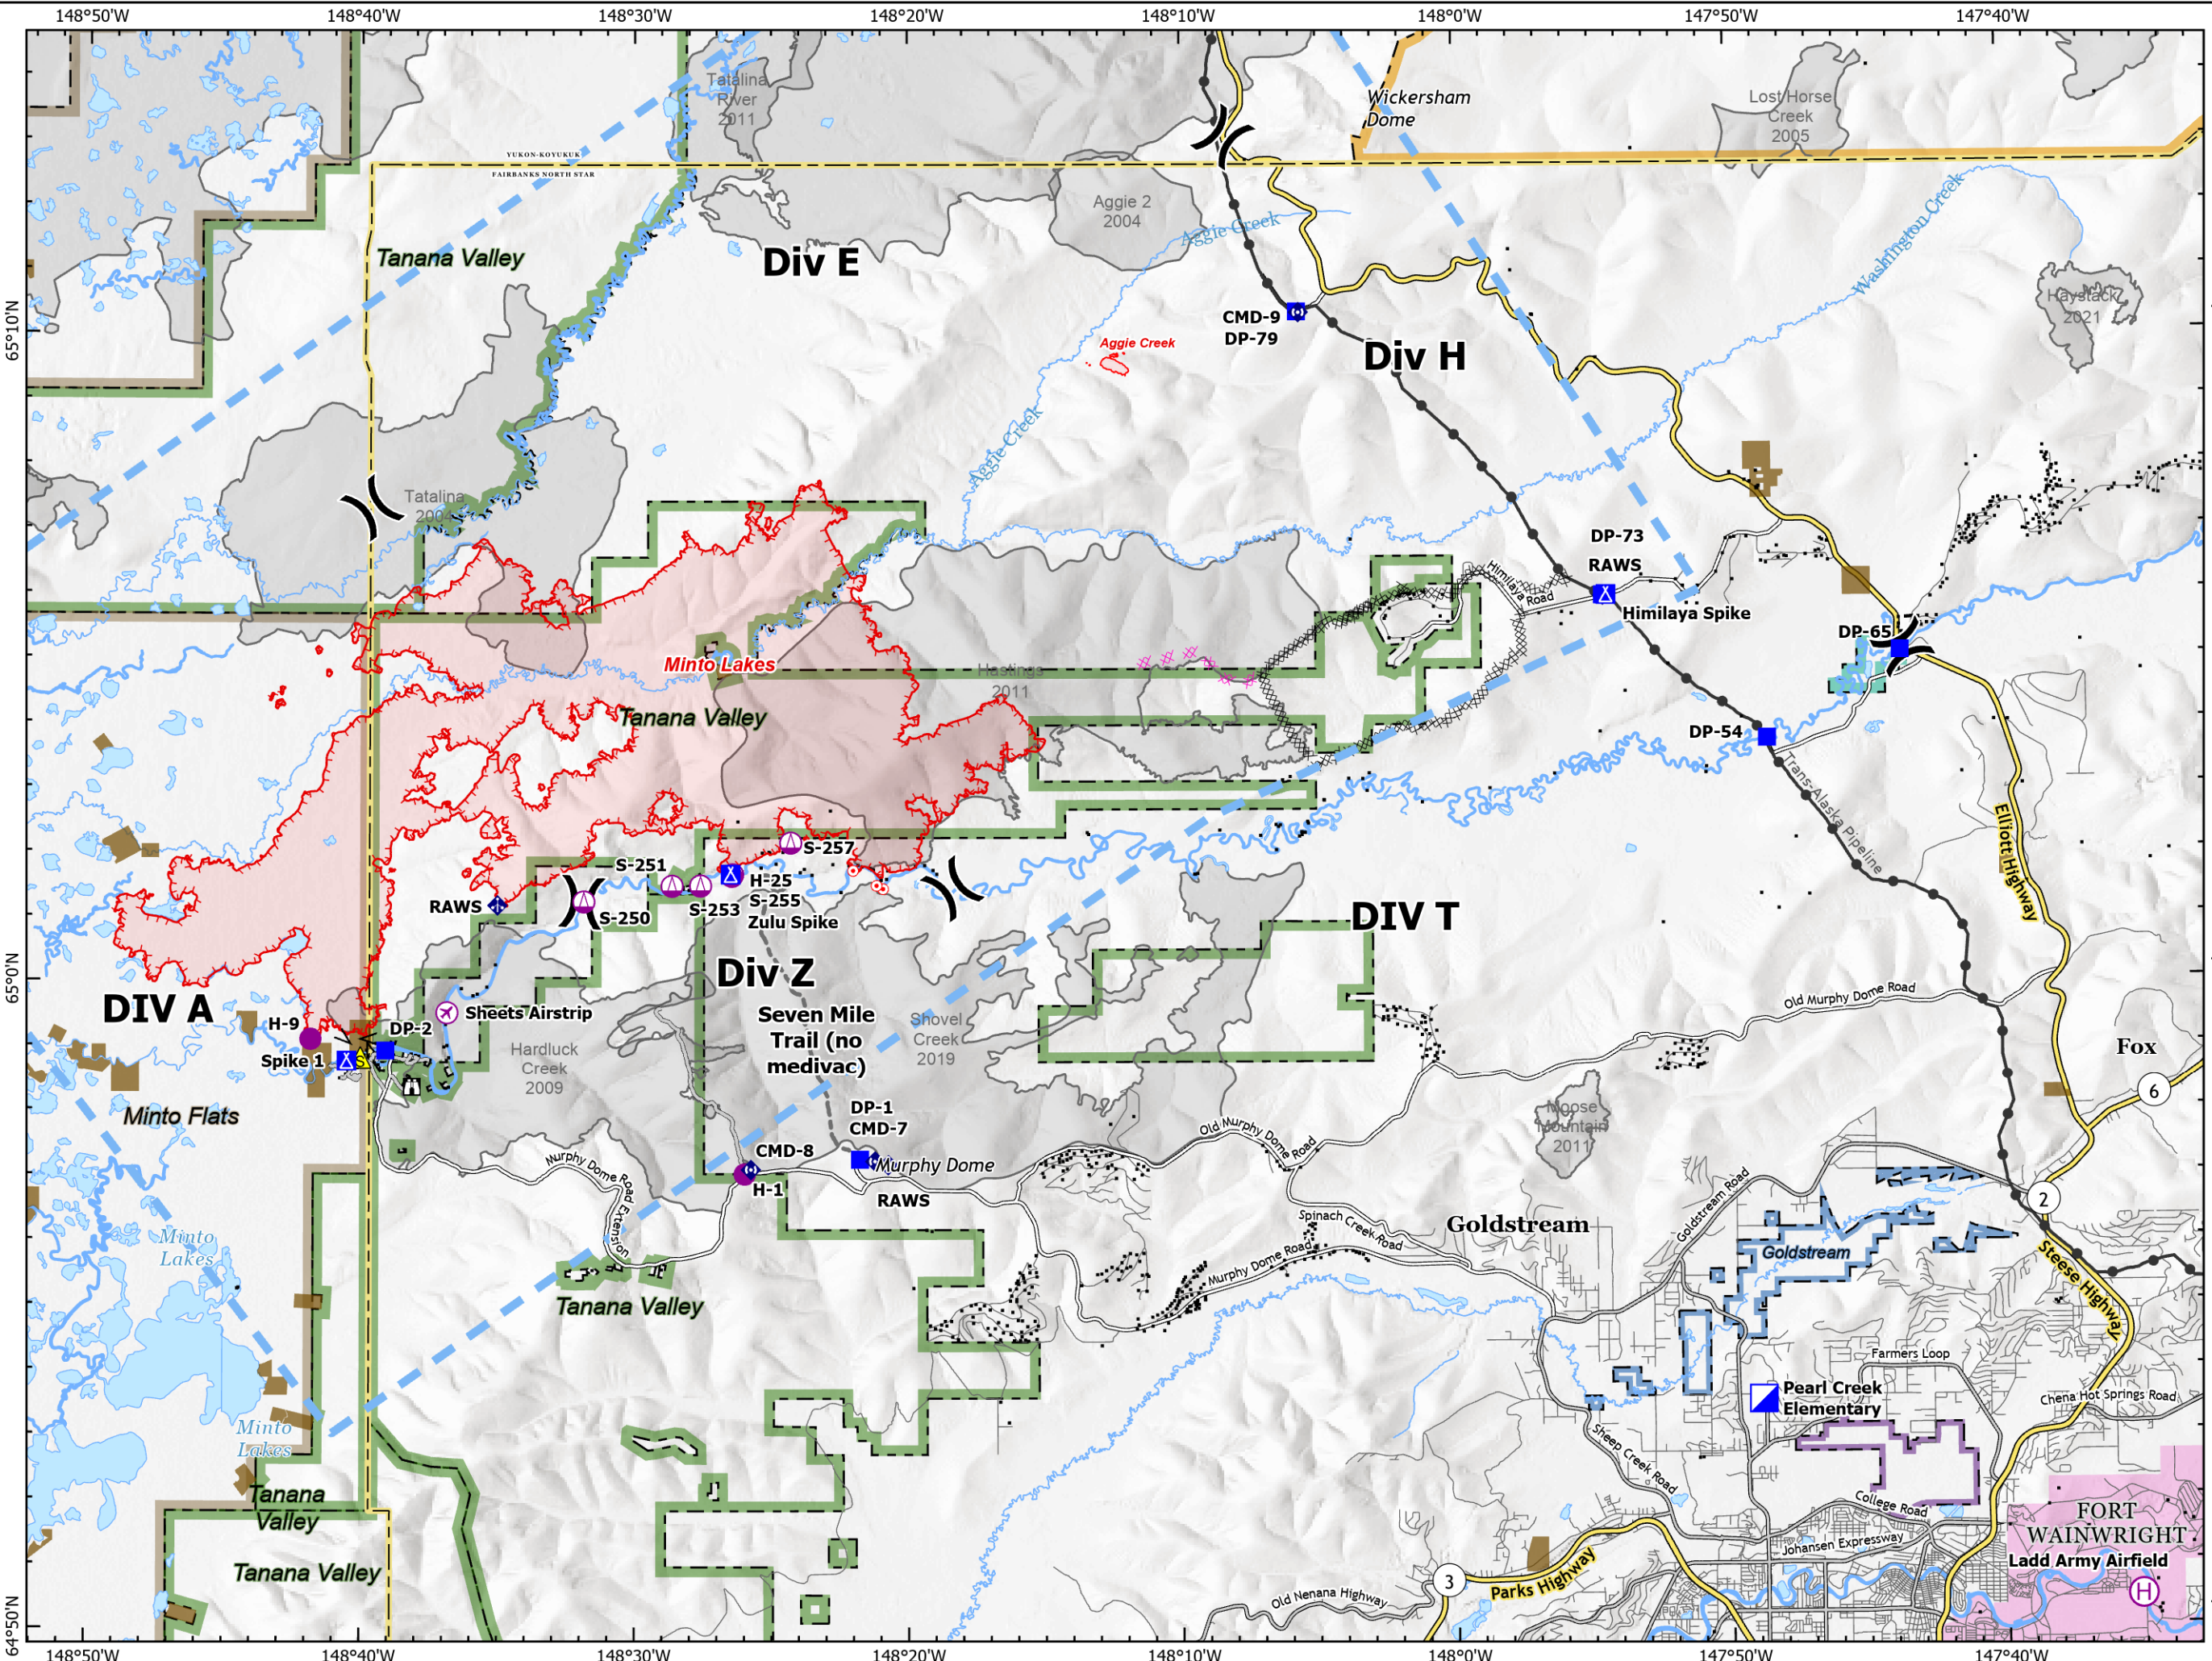 148°50'W
148°40'W
148°30'W
148°20'W
148°10'W
148°0'W
147°50'W
147°40'W
Tatalina
River
2011
Wickersham
Dome
Lost Horse
Creek
2005
YUKON-KOYUKUK
FAIRBANKS NORTH STAR
Aggie 2
2004
Aggie Creek
Washington Creek
Tanana Valley
Div E
Haystack
2021
65°10'N
CMD-9
DP-79
Aggie Creek
Div H
Aggie Creek
Tatalina
2004
DP-73
RAWS
Himilaya
Road
Himilaya Spike
DP-65
Minto Lakes
Hastings
2011
Tanana Valley
DP-54
Trans-Alaska Pipeline
Elliott Highway
S-257
S-251
H-25
S-255
Zulu Spike
S-253
RAWS
S-250
DIV T
65°0'N
Div Z
DIV A
Old Murphy Dome Road
Sheets Airstrip
Seven Mile
Trail (no
medivac)
Shovel
Creek
2019
H-9
DP-2
Spike 1
S
Hardluck
Creek
2009
Fox
6
Minto Flats
DP-1
CMD-7
Moose
Mountain
2011
Old Murphy Dome Road
CMD-8
Murphy Dome
H-1
RAWS
Murphy Dome Road Extension
Goldstream Road
2
Spinach Creek Road
Goldstream
Minto
Lakes
Murphy Dome Road
Goldstream
Steese Highway
Tanana Valley
Farmers Loop
Pearl Creek
Elementary
Chena Hot Springs Road
Minto
Lakes
Sheep Creek Road
Tanana
Valley
College Road
FORT
WAINWRIGHT
Johansen Expressway
Ladd Army Airfield
Tanana Valley
3
Parks Highway
Old Nenana Highway
H
64°50'N
148°50'W
148°40'W
148°30'W
148°20'W
148°10'W
148°0'W
147°50'W
147°40'W